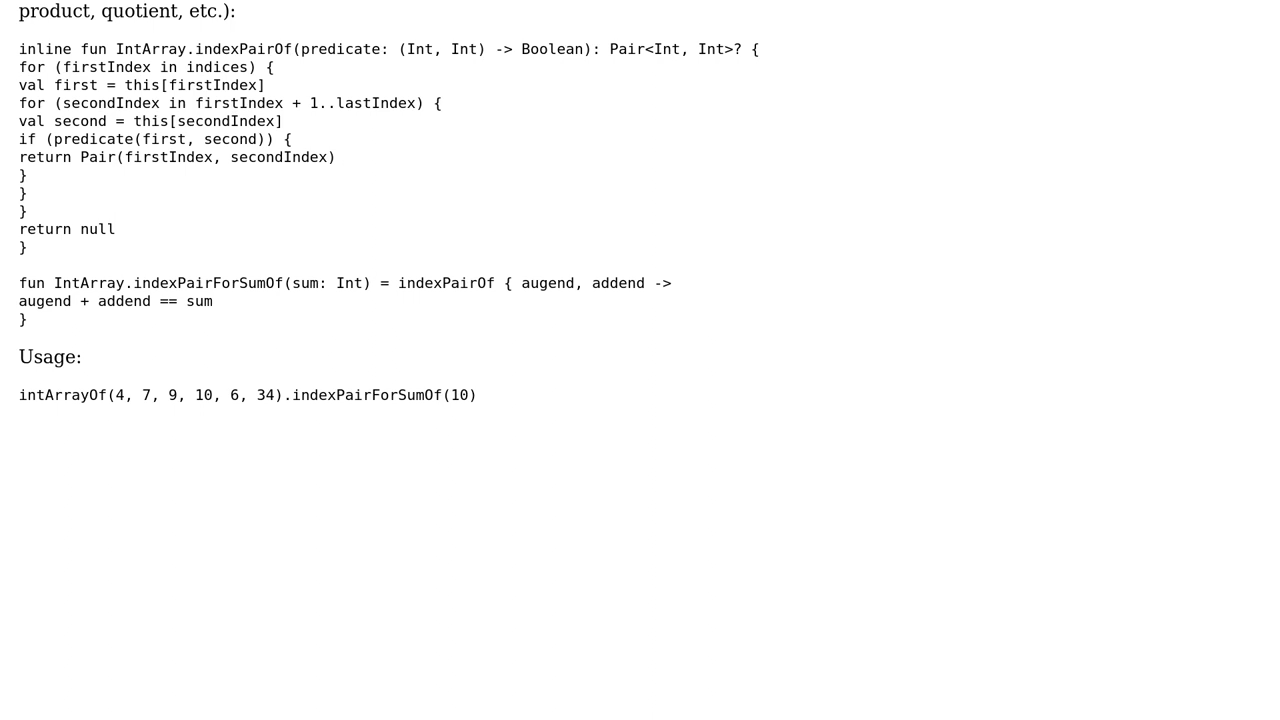 product, quotient, etc.):
inline fun IntArray.indexPairOf(predicate: (Int, Int) -> Boolean): Pair<Int, Int>? {
for (firstIndex in indices) {
val first = this[firstIndex]
for (secondIndex in firstIndex + 1..lastIndex) {
val second = this[secondIndex]
if (predicate(first, second)) {
return Pair(firstIndex, secondIndex)
}
}
}
return null
}
fun IntArray.indexPairForSumOf(sum: Int) = indexPairOf { augend, addend ->
augend + addend == sum
}
Usage:
intArrayOf(4, 7, 9, 10, 6, 34).indexPairForSumOf(10)